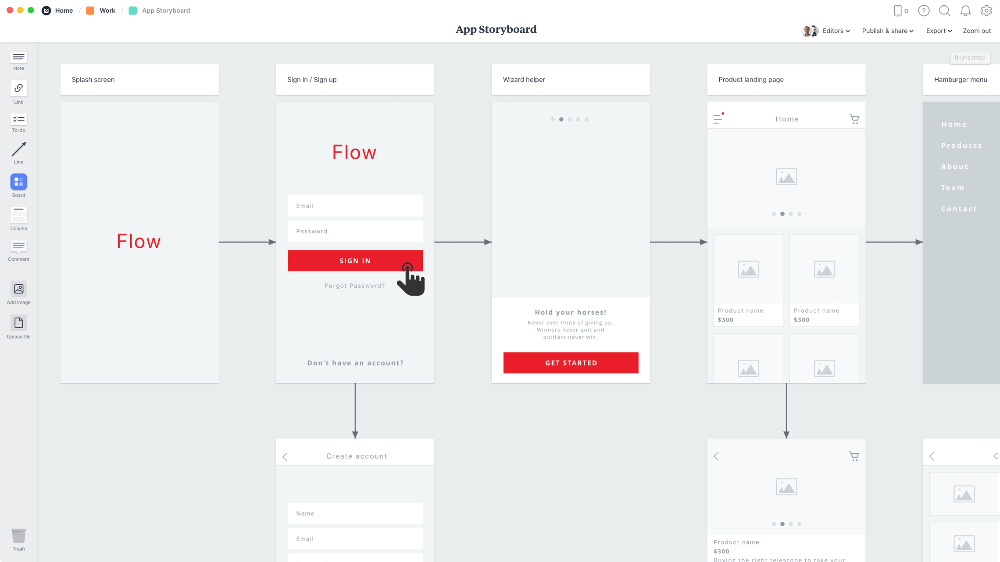 Home / Work / App Storyboard
0
App Storyboard
Editors
Publish & share
Export
Zoom out
0 Unsorted
Note
Link
To-do
Line
Board
Column
Comment
Add image
Upload file
Trash
Splash screen
Flow
Sign in / Sign up
Flow
Email
Password
SIGN IN
Forgot Password?
Don’t have an account?
Create account
Name
Email
Wizard helper
Hold your horses!
Never ever think of giving up.
Winners never quit and
quitters never win.
GET STARTED
Product landing page
Home
Product name
$300
Product name
$300
Product name
$300
Buying the right telescope to take your
Hamburger menu
Home
Products
About
Team
Contact
C